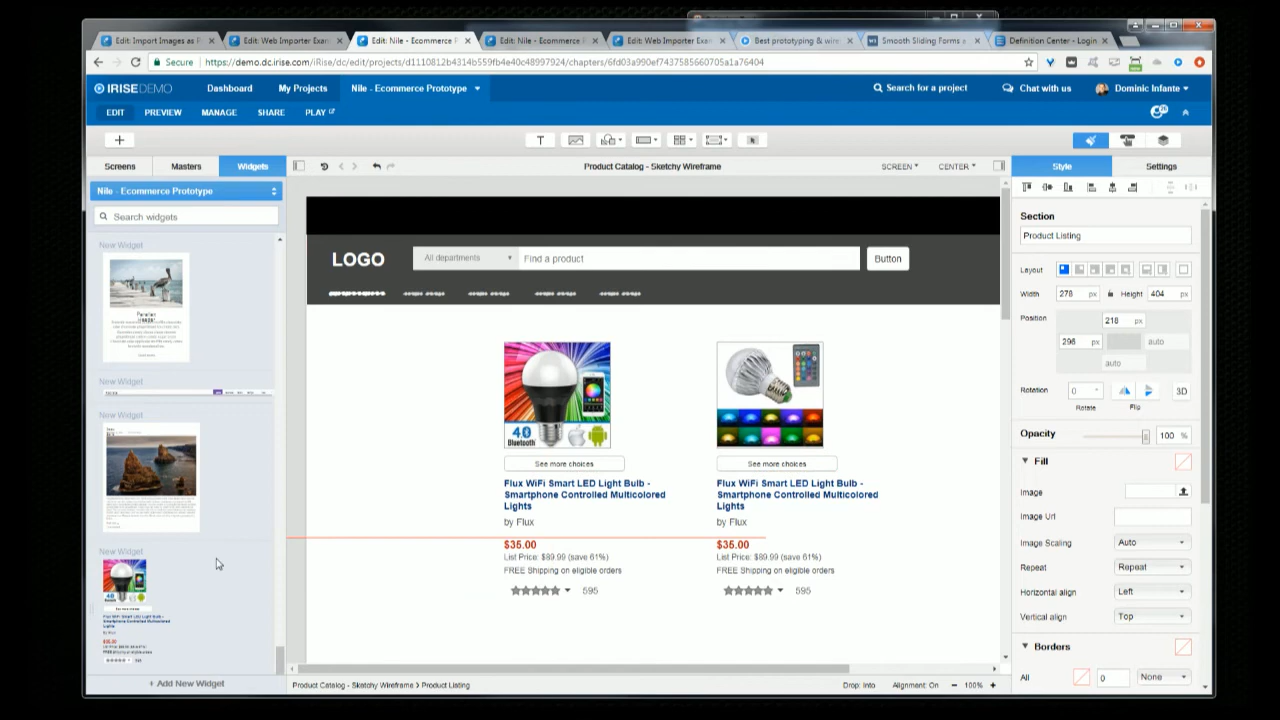 Edit: Import Images as P
Edit: Web Importer Exam
Edit: Nile - Ecommerce P
Edit: Nile - Ecommerce
Edit: Web Importer Exam
Best prototyping & wire
Smooth Sliding Forms
Definition Center - Login
Secure
https://demo.dc.irise.com/iRise/dc/edit/projects/d1110812b4314b559fb4e40c48997924/chapters/6fd03a990ef7437585660705a1a76404
IRISEDEMO
Dashboard
My Projects
Nile - Ecommerce Prototype
Search for a project
Chat with us
Dominic Infante
EDIT
PREVIEW
MANAGE
SHARE
PLAY
T
Screens
Masters
Widgets
Product Catalog - Sketchy Wireframe
SCREEN
CENTER
Style
Settings
Nile - Ecommerce Prototype
Search widgets
New Widget
New Widget
New Widget
New Widget
+ Add New Widget
LOGO
All departments
Find a product
Button
4.0
Bluetooth
See more choices
See more choices
Flux WiFi Smart LED Light Bulb -
Smartphone Controlled Multicolored
Lights
Flux WiFi Smart LED Light Bulb -
Smartphone Controlled Multicolored
Lights
by Flux
by Flux
$35.00
$35.00
List Price: $89.99 (save 61%)
List Price: $89.99 (save 61%)
FREE Shipping on eligible orders
FREE Shipping on eligible orders
595
595
Product Catalog - Sketchy Wireframe > Product Listing
Drop: Into
Alignment: On
− 100% +
Section
Product Listing
Layout
Width 278 px
Height 404 px
Position
218 px
296 px
auto
auto
Rotation
0
Rotate
Flip
3D
Opacity
100 %
Fill
Image
Image Url
Image Scaling Auto
Repeat Repeat
Horizontal align Left
Vertical align Top
Borders
All 0 None